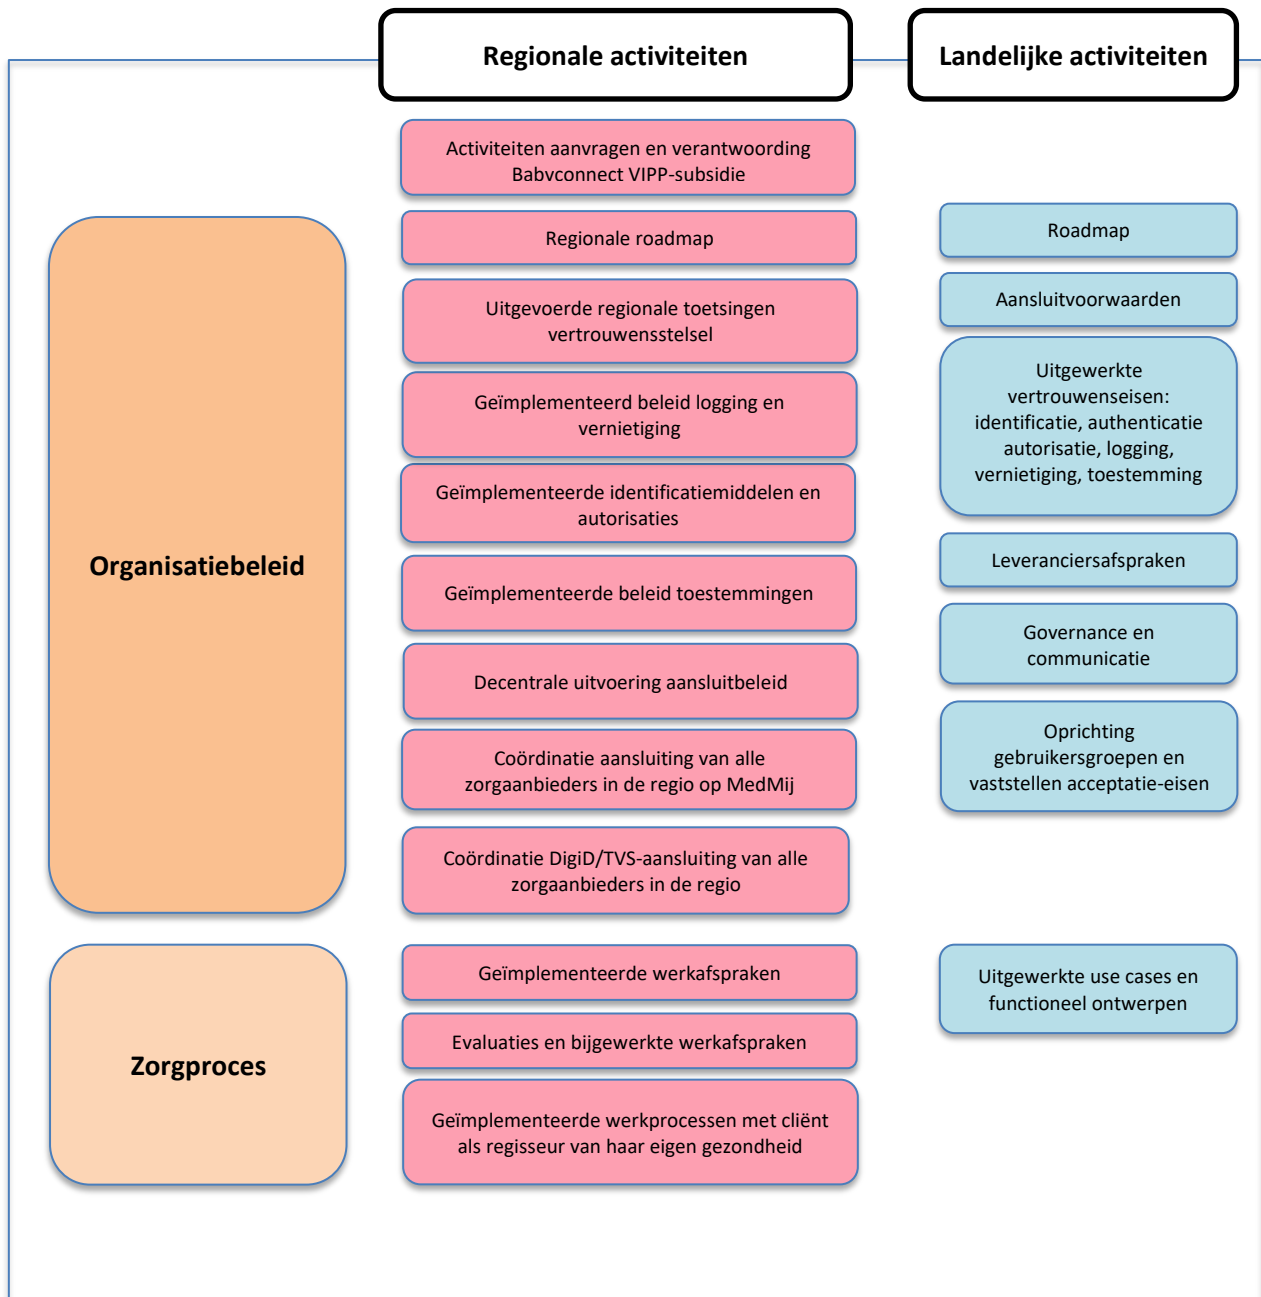 Regionale activiteiten
Landelijke activiteiten
Activiteiten aanvragen en verantwoording
Babyconnect VIPP-subsidie
Organisatiebeleid
Regionale roadmap
Uitgevoerde regionale toetsingen
vertrouwensstelsel
Geïmplementeerd beleid logging en
vernietiging
Geïmplementeerde identificatiemiddelen en
autorisaties
Geïmplementeerde beleid toestemmingen
Decentrale uitvoering aansluitbeleid
Coördinatie aansluiting van alle
zorgaanbieders in de regio op MedMij
Coördinatie DigiD/TVS-aansluiting van alle
zorgaanbieders in de regio
Roadmap
Aansluitvoorwaarden
Uitgewerkte
vertrouwenseisen:
identificatie, authenticatie
autorisatie, logging,
vernietiging, toestemming
Leveranciersafspraken
Governance en
communicatie
Oprichting
gebruikersgroepen en
vaststellen acceptatie-eisen
Zorgproces
Geïmplementeerde werkafspraken
Evaluaties en bijgewerkte werkafspraken
Geïmplementeerde werkprocessen met cliënt
als regisseur van haar eigen gezondheid
Uitgewerkte use cases en
functioneel ontwerpen